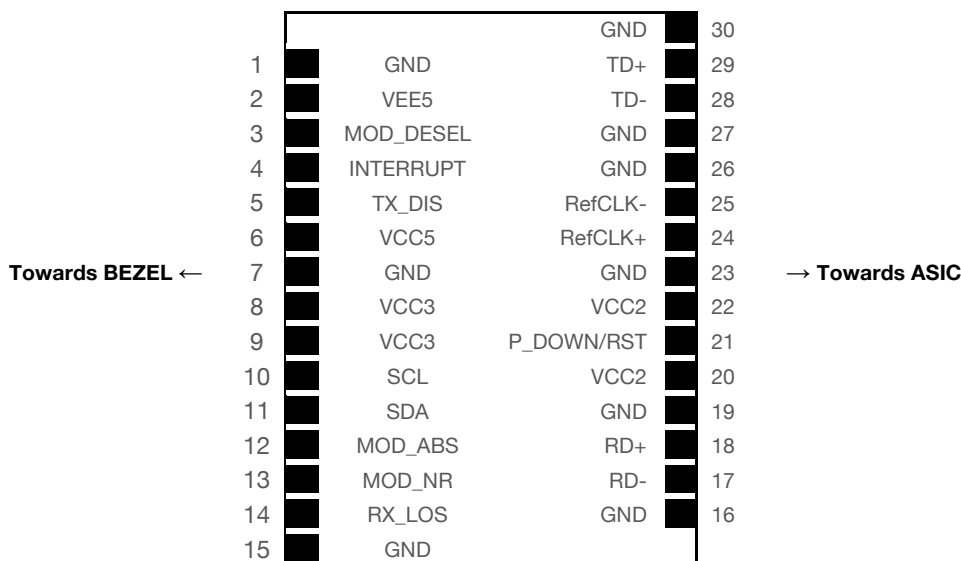 GND 30
1 GND TD+ 29
2 VEE5 TD- 28
3 MOD_DESEL GND 27
4 INTERRUPT GND 26
5 TX_DIS RefCLK- 25
6 VCC5 RefCLK+ 24
Towards BEZEL ← 7 GND GND 23 → Towards ASIC
8 VCC3 VCC2 22
9 VCC3 P_DOWN/RST 21
10 SCL VCC2 20
11 SDA GND 19
12 MOD_ABS RD+ 18
13 MOD_NR RD- 17
14 RX_LOS GND 16
15 GND